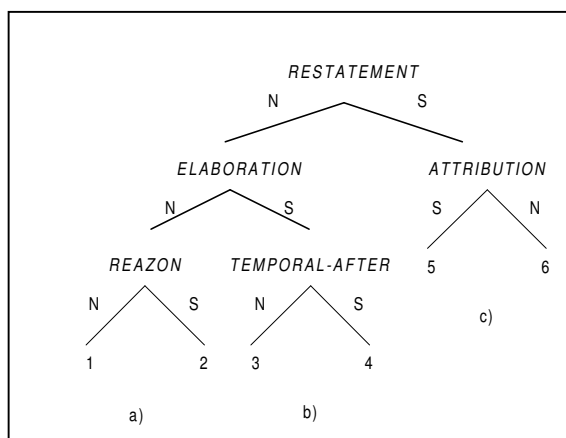 RESTATEMENT
N S
ELABORATION ATTRIBUTION
N S S N
REAZON TEMPORAL-AFTER 5 6
N S N S c)
1 2 3 4
a) b)